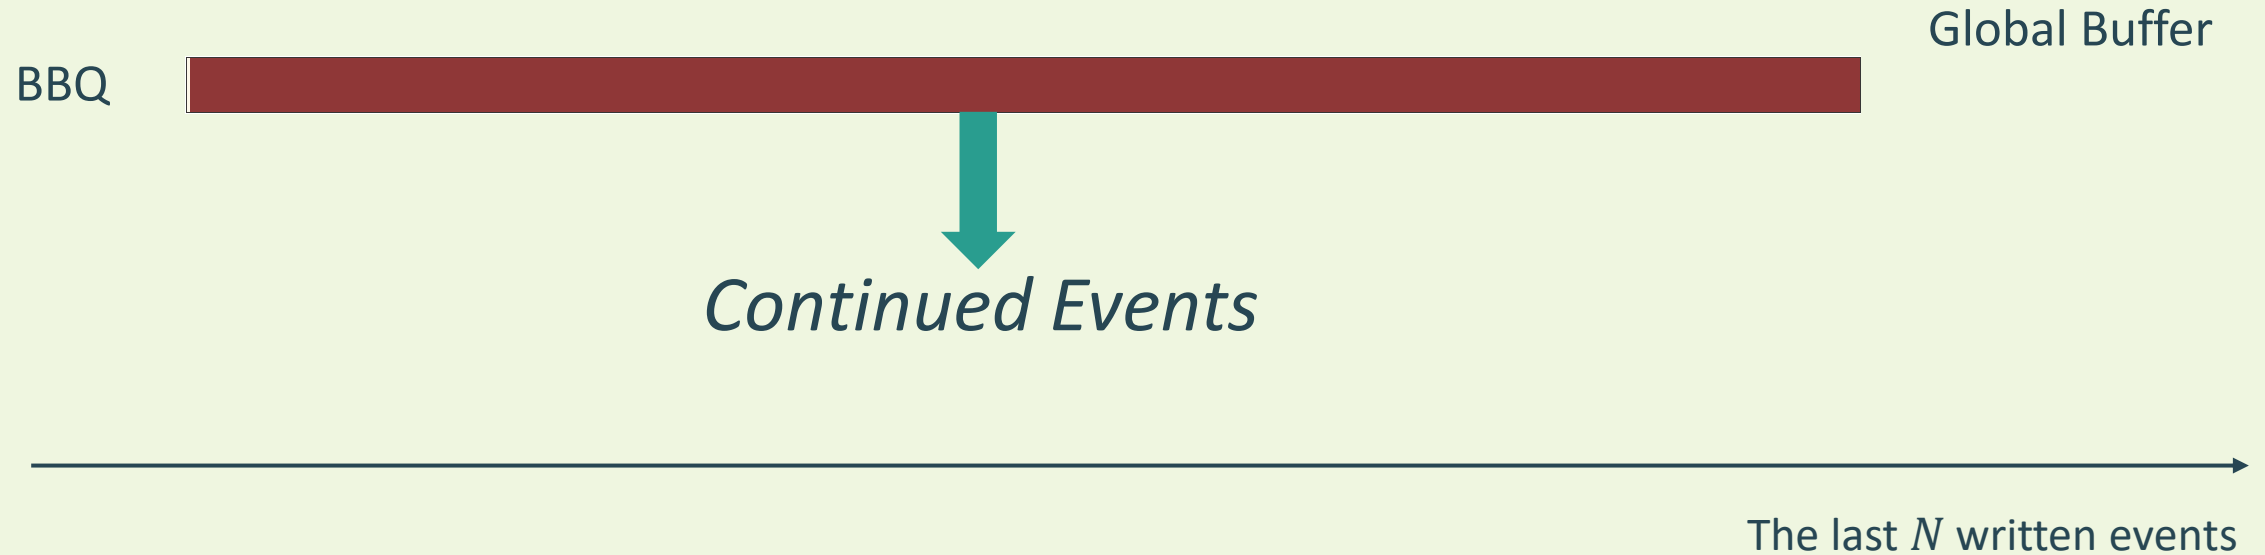 Global Buffer
BBQ
Continued Events
The last N written events